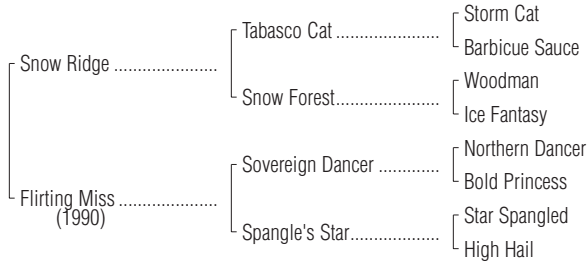 Snow Ridge
Flirting Miss
(1990)
Tabasco Cat
Snow Forest
Sovereign Dancer
Spangle's Star
Storm Cat
Barbicue Sauce
Woodman
Ice Fantasy
Northern Dancer
Bold Princess
Star Spangled
High Hail